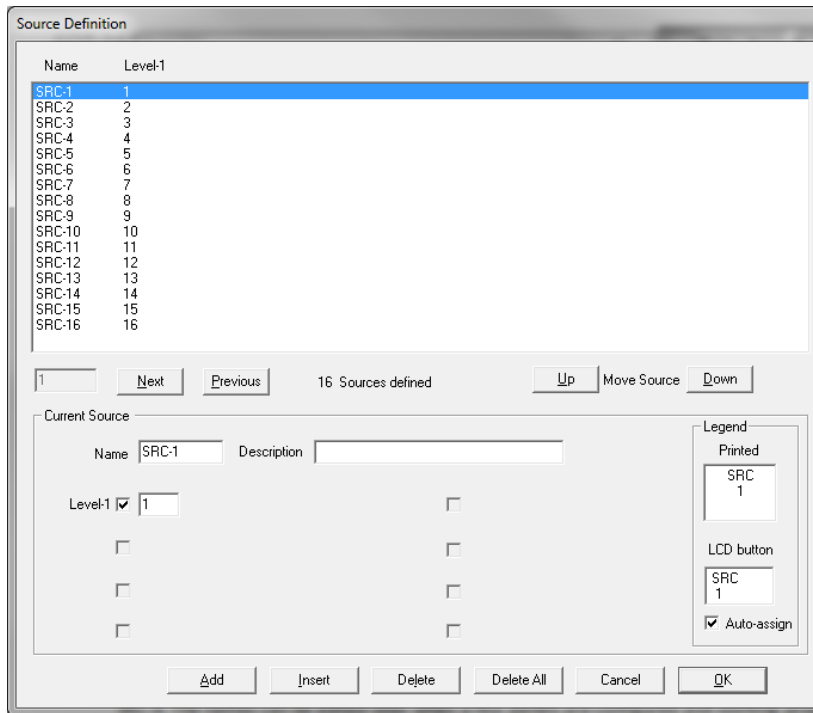 Source Definition
Name Level-1
SRC-1 1
SRC-2 2
SRC-3 3
SRC-4 4
SRC-5 5
SRC-6 6
SRC-7 7
SRC-8 8
SRC-9 9
SRC-10 10
SRC-11 11
SRC-12 12
SRC-13 13
SRC-14 14
SRC-15 15
SRC-16 16
1 Next Previous 16 Sources defined Up Move Source Down
Current Source
Name SRC-1 Description
Level-1 1
Legend
Printed
SRC
1
LCD button
SRC
1
Auto-assign
Add Insert Delete Delete All Cancel OK